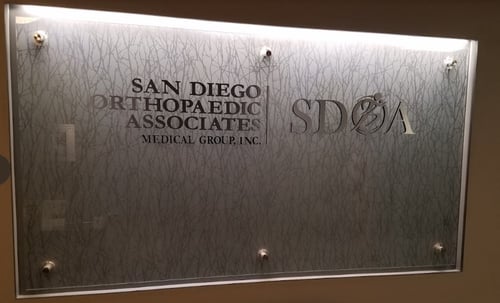 SAN DIEGO
ORTHOPAEDIC
ASSOCIATES
MEDICAL GROUP, INC.
SDOA